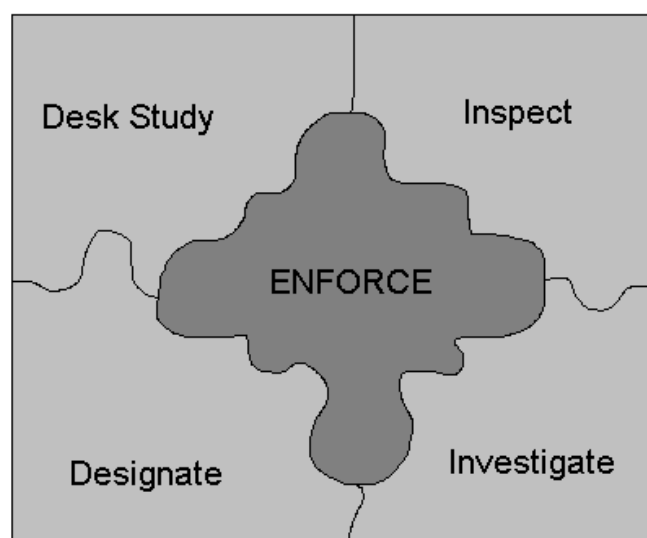 Desk Study
Inspect
ENFORCE
Designate
Investigate